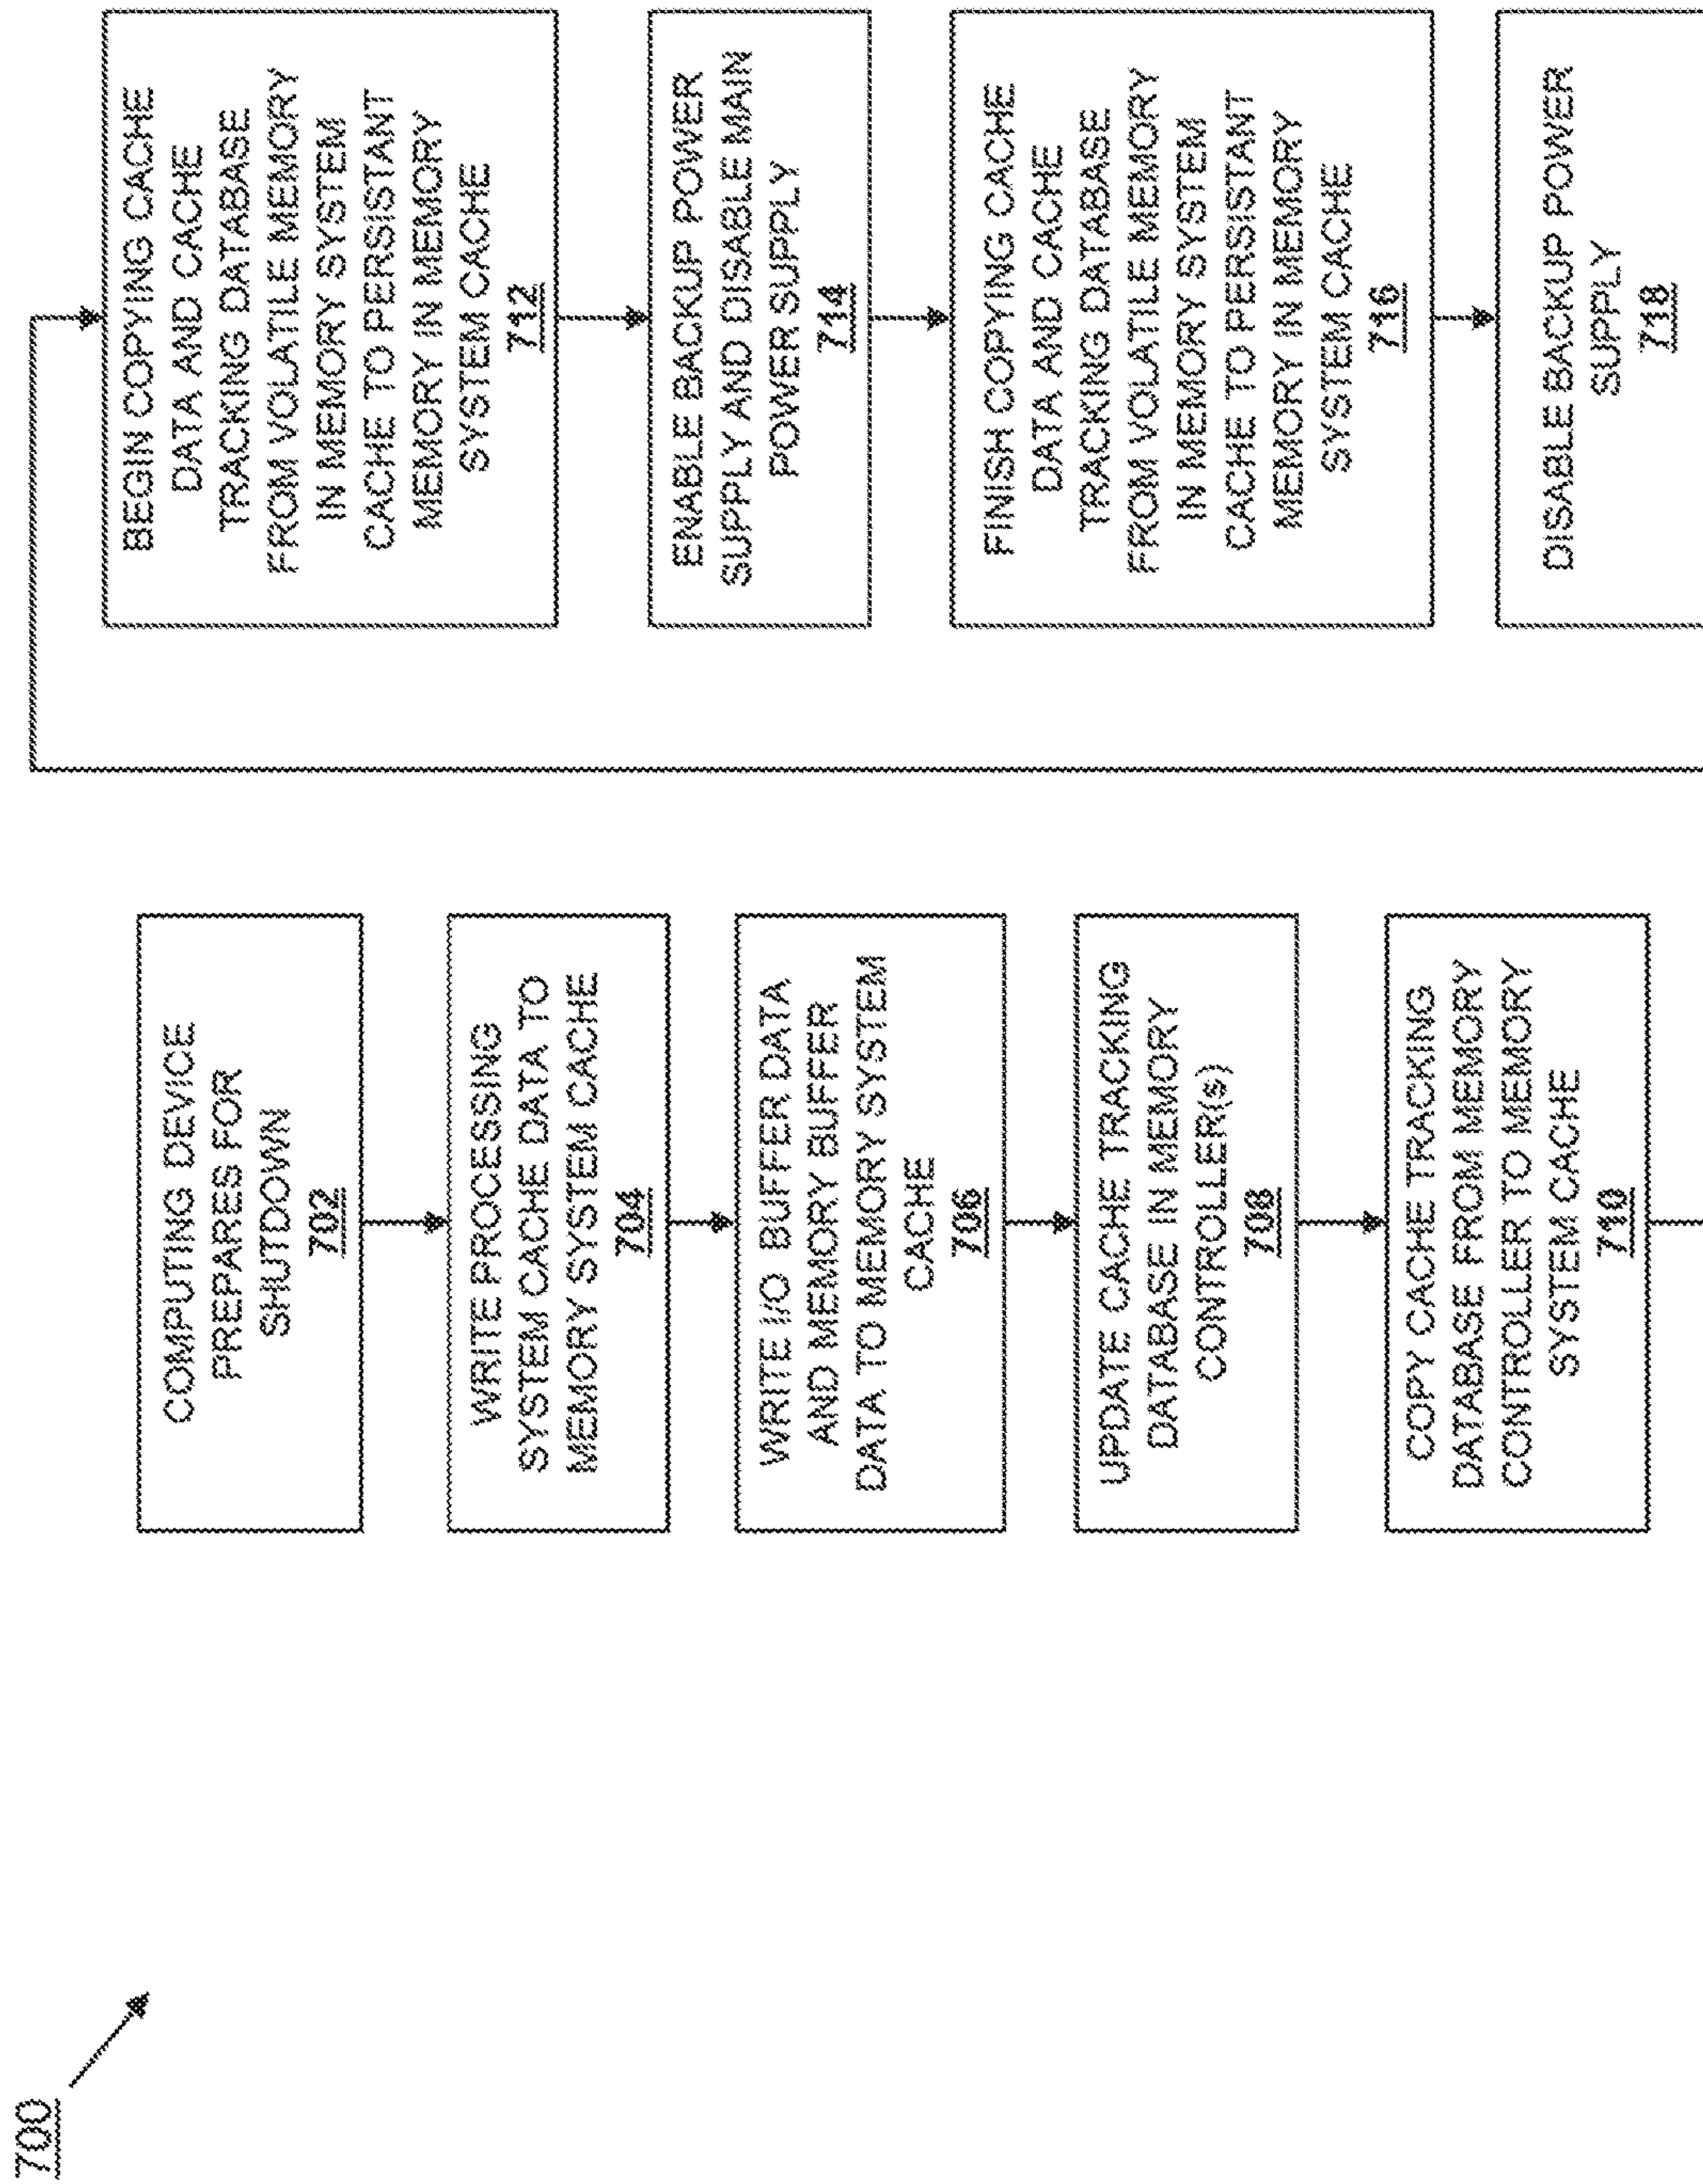 700
COMPUTING DEVICE
PREPARES FOR
SHUTDOWN
702
WRITE PROCESSING
SYSTEM CACHE DATA TO
MEMORY SYSTEM CACHE
704
WRITE I/O BUFFER DATA
AND MEMORY BUFFER
DATA TO MEMORY SYSTEM
CACHE
706
UPDATE CACHE TRACKING
DATABASE IN MEMORY
CONTROLLER(s)
708
COPY CACHE TRACKING
DATABASE FROM MEMORY
CONTROLLER TO MEMORY
SYSTEM CACHE
710
BEGIN COPYING CACHE
DATA AND CACHE
TRACKING DATABASE
FROM VOLATILE MEMORY
IN MEMORY SYSTEM
CACHE TO PERSISTANT
MEMORY IN MEMORY
SYSTEM CACHE
712
ENABLE BACKUP POWER
SUPPLY AND DISABLE MAIN
POWER SUPPLY
714
FINISH COPYING CACHE
DATA AND CACHE
TRACKING DATABASE
FROM VOLATILE MEMORY
IN MEMORY SYSTEM
CACHE TO PERSISTANT
MEMORY IN MEMORY
SYSTEM CACHE
716
DISABLE BACKUP POWER
SUPPLY
718